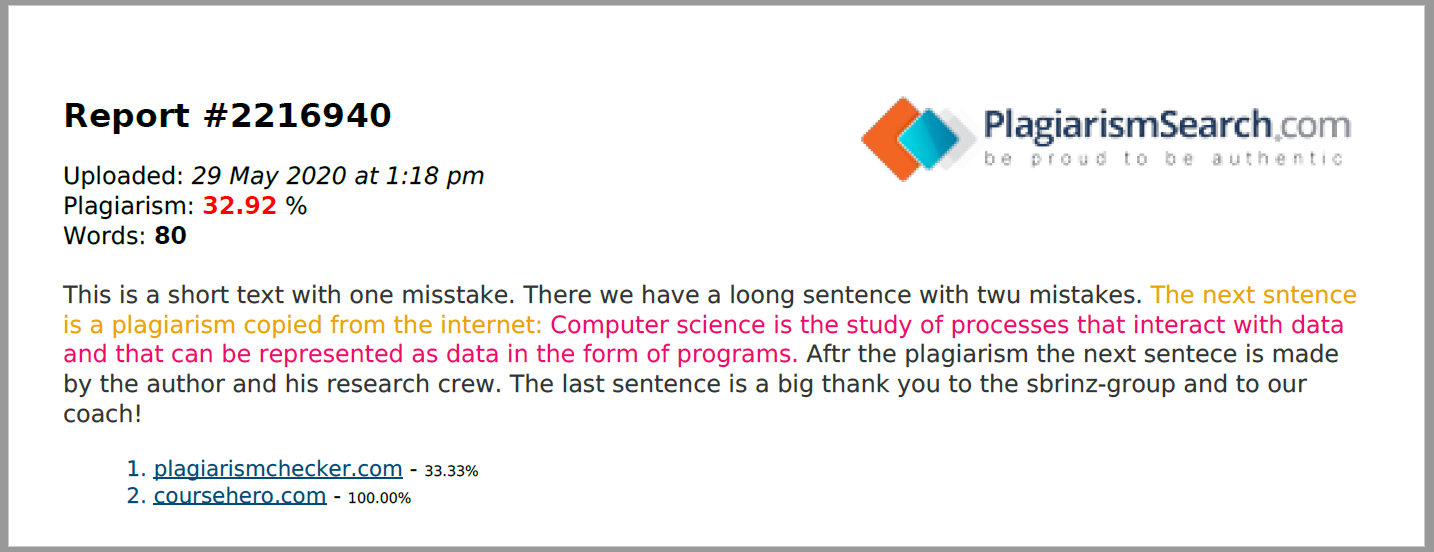 Report #2216940
PlagiarismSearch.com
be proud to be authentic
Uploaded: 29 May 2020 at 1:18 pm
Plagiarism: 32.92 %
Words: 80
This is a short text with one misstake. There we have a loong sentence with twu mistakes. The next sntence
is a plagiarism copied from the internet: Computer science is the study of processes that interact with data
and that can be represented as data in the form of programs. Aftr the plagiarism the next sentece is made
by the author and his research crew. The last sentence is a big thank you to the sbrinz-group and to our
coach!
1. plagiarismchecker.com - 33.33%
2. coursehero.com - 100.00%